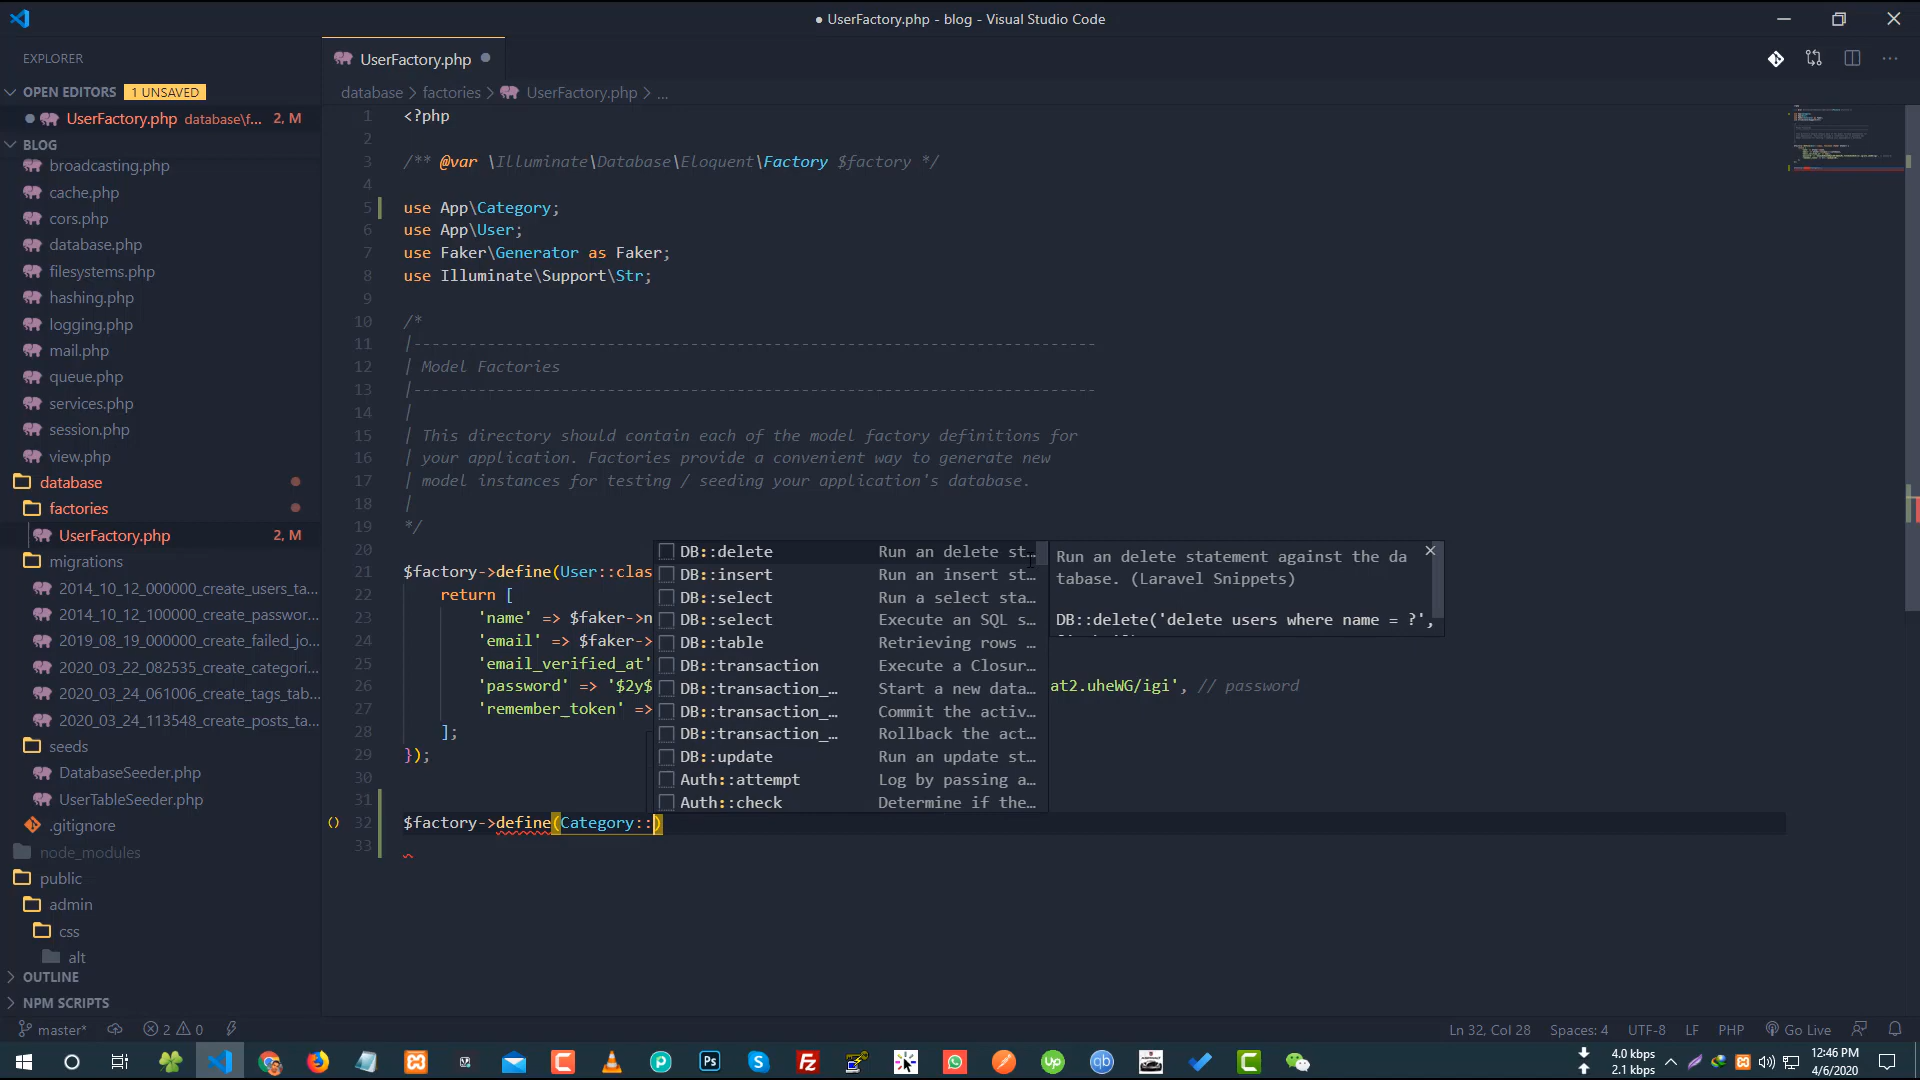 UserFactory.php - blog - Visual Studio Code
EXPLORER
UserFactory.php
OPEN EDITORS 1 UNSAVED
UserFactory.php database\f... 2, M
BLOG
broadcasting.php
cache.php
cors.php
database.php
filesystems.php
hashing.php
logging.php
mail.php
queue.php
services.php
session.php
view.php
database
factories
UserFactory.php 2, M
migrations
2014_10_12_000000_create_users_ta...
2014_10_12_100000_create_passwor...
2019_08_19_000000_create_failed_jo...
2020_03_22_082535_create_categori...
2020_03_24_061006_create_tags_tab...
2020_03_24_113548_create_posts_ta...
seeds
DatabaseSeeder.php
UserTableSeeder.php
.gitignore
node_modules
public
admin
css
alt
OUTLINE
NPM SCRIPTS
database > factories > UserFactory.php > ...
1 <?php
2
3 /** @var \Illuminate\Database\Eloquent\Factory $factory */
4
5 use App\Category;
6 use App\User;
7 use Faker\Generator as Faker;
8 use Illuminate\Support\Str;
9
10 /*
11 |--------------------------------------------------------------------------
12 | Model Factories
13 |--------------------------------------------------------------------------
14 |
15 | This directory should contain each of the model factory definitions for
16 | your application. Factories provide a convenient way to generate new
17 | model instances for testing / seeding your application's database.
18 |
19 */
20
21 $factory->define(User::clas
22 return [
23 'name' => $faker->n
24 'email' => $faker->
25 'email_verified_at'
26 'password' => '$2y$ at2.uheWG/igi', // password
27 'remember_token' =>
28 ];
29 });
30
31
32 $factory->define(Category::)
33
DB::delete Run an delete st...
DB::insert Run an insert st...
DB::select Run a select sta...
DB::select Execute an SQL s...
DB::table Retrieving rows ...
DB::transaction Execute a Closur...
DB::transaction_... Start a new data...
DB::transaction_... Commit the activ...
DB::transaction_... Rollback the act...
DB::update Run an update st...
Auth::attempt Log by passing a...
Auth::check Determine if the...
Run an delete statement against the da
tabase. (Laravel Snippets)
DB::delete('delete users where name = ?',
master* 2 0 Ln 32, Col 28 Spaces: 4 UTF-8 LF PHP Go Live
4.0 kbps
2.1 kbps
12:46 PM
4/6/2020